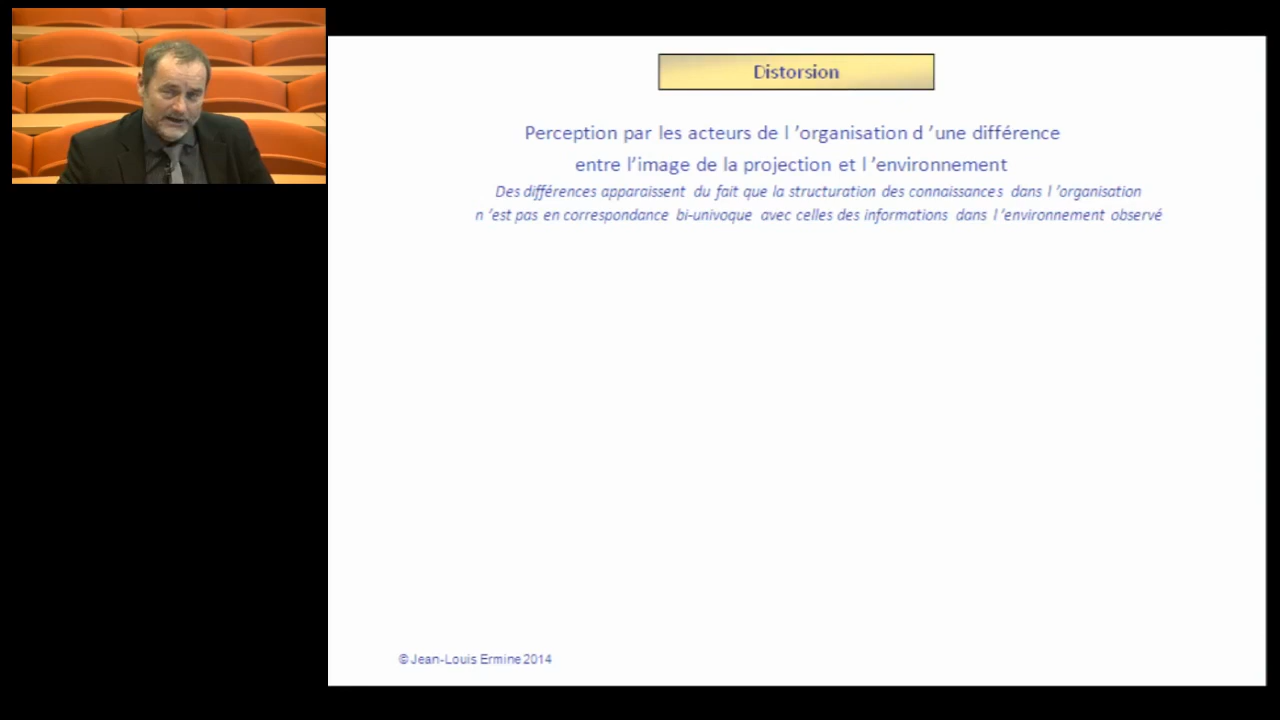 Distorsion
Perception par les acteurs de l ’organisation d ’une différence
entre l’image de la projection et l ’environnement
Des différences apparaissent du fait que la structuration des connaissances dans l ’organisation
n ’est pas en correspondance bi-univoque avec celles des informations dans l ’environnement observé
© Jean-Louis Ermine 2014